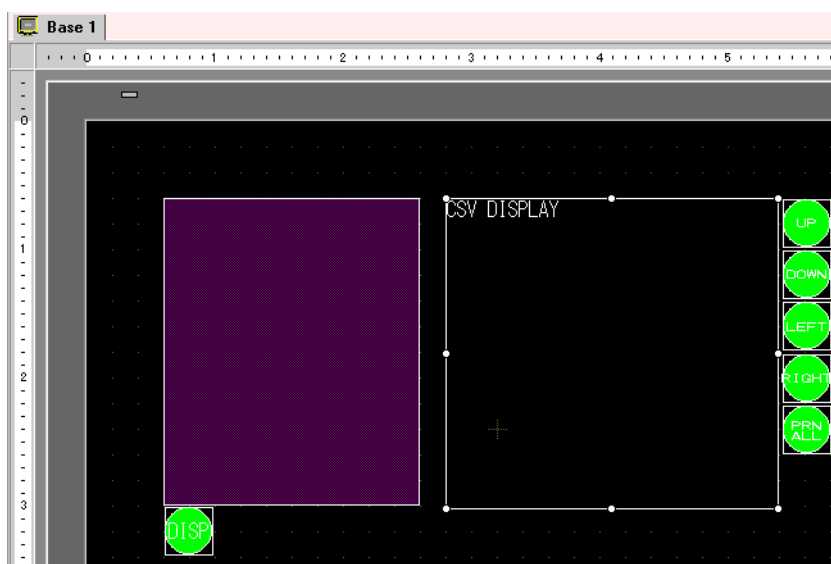 Base 1
0 1 2 3 4 5
0
1
2
3
CSV DISPLAY
UP
DOWN
LEFT
RIGHT
PRN
ALL
DISP